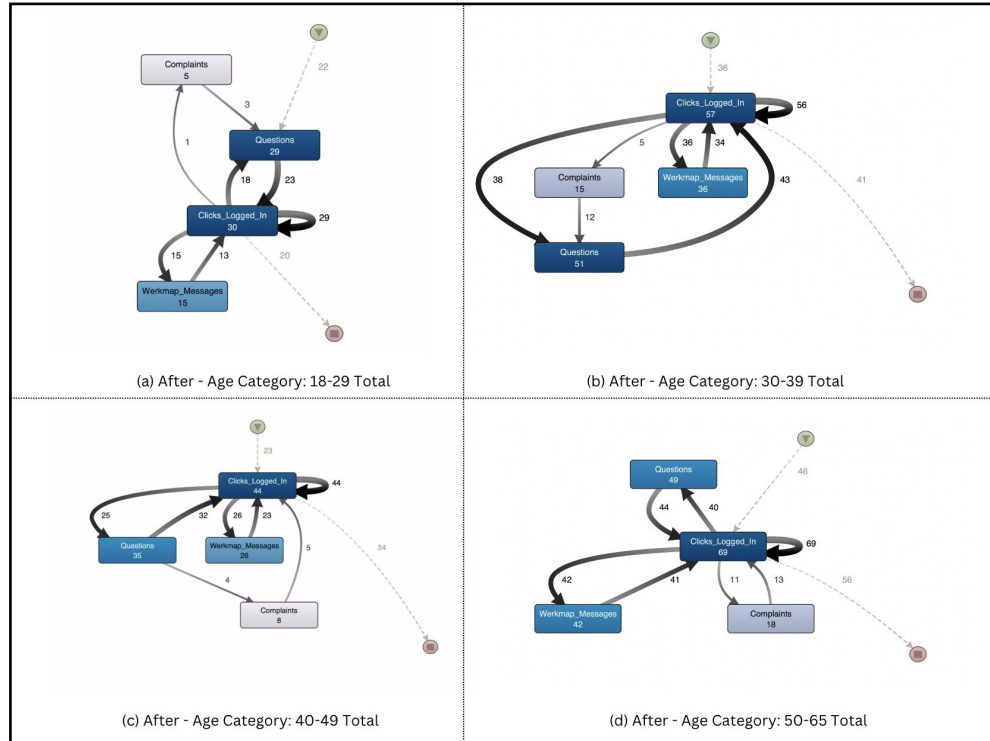 22
Complaints
5
3
1
Questions
29
18
23
Clicks_Logged_In
30
29
15
13
20
Werkmap_Messages
15
(a) After - Age Category: 18-29 Total
36
Clicks_Logged_In
57
56
5
36
34
38
Complaints
15
Werkmap_Messages
36
43
41
12
Questions
51
(b) After - Age Category: 30-39 Total
23
Clicks_Logged_In
44
44
25
32
26
23
Questions
35
Werkmap_Messages
26
5
34
4
Complaints
8
(c) After - Age Category: 40-49 Total
46
Questions
49
44
40
Clicks_Logged_In
69
69
42
41
11
13
56
Werkmap_Messages
42
Complaints
18
(d) After - Age Category: 50-65 Total